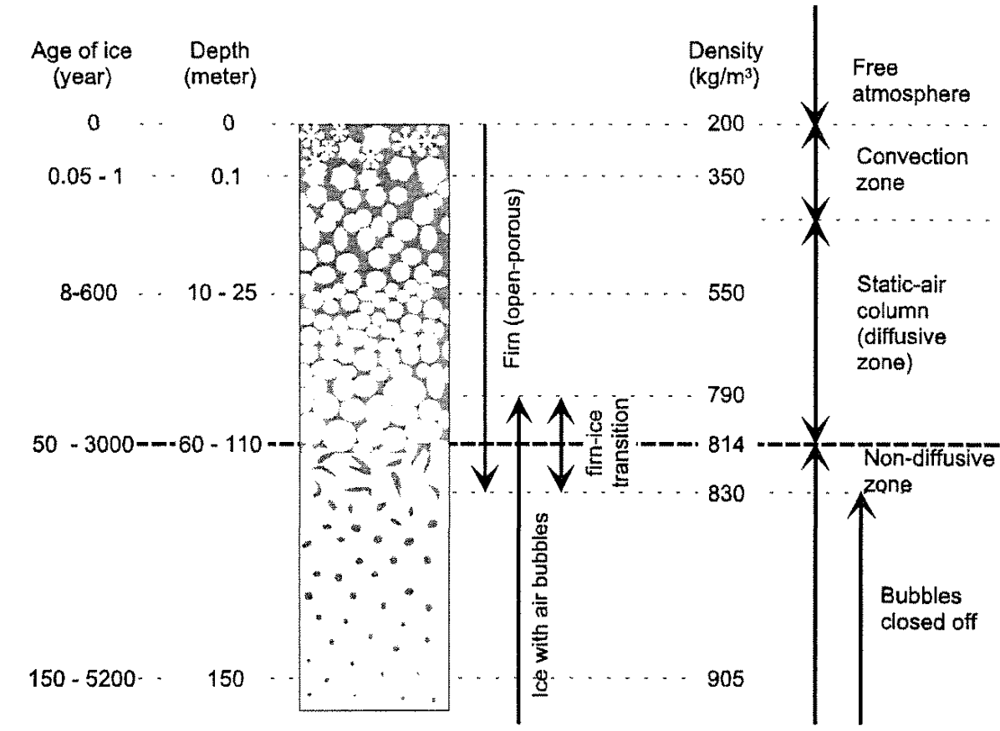 Age of ice
(year)
Depth
(meter)
Density
(kg/m³)
Free
atmosphere
0
0
200
Convection
zone
0.05 - 1
0.1
350
Firn (open-porous)
8-600
10 - 25
550
Static-air
column
(diffusive
zone)
790
firn-ice
transition
50 - 3000
60 - 110
814
Non-diffusive
zone
830
Ice with air bubbles
Bubbles
closed off
150 - 5200
150
905